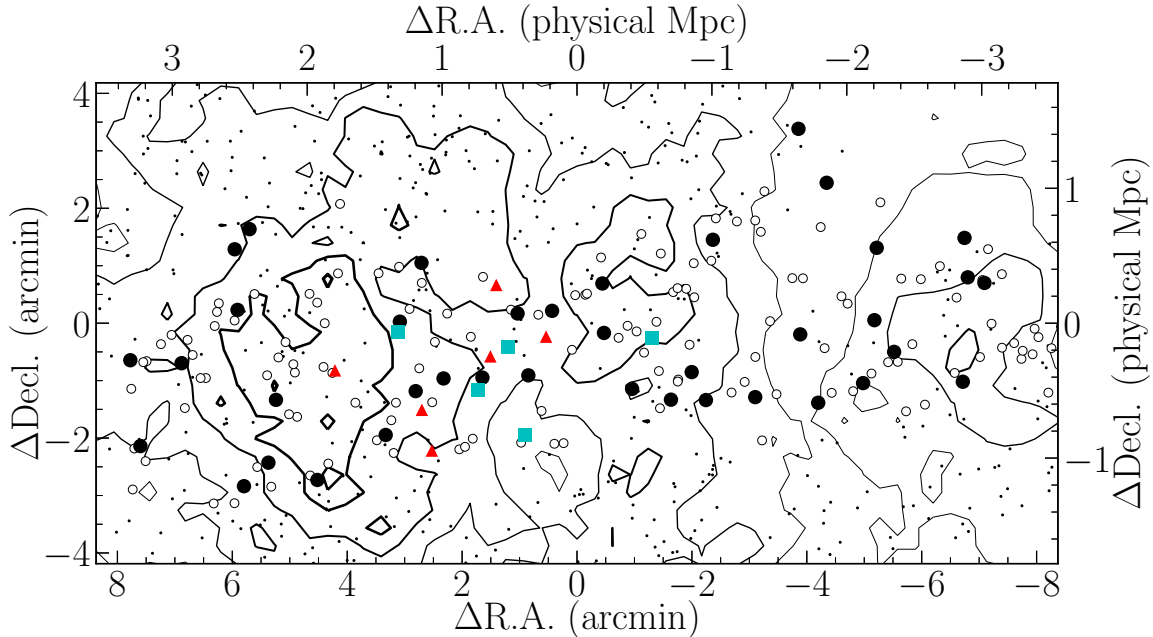 ΔR.A. (physical Mpc)
3 2 1 0 −1 −2 −3
4
2
0
−2
−4
ΔDecl. (arcmin)
1
0
−1
ΔDecl. (physical Mpc)
8 6 4 2 0 −2 −4 −6 −8
ΔR.A. (arcmin)